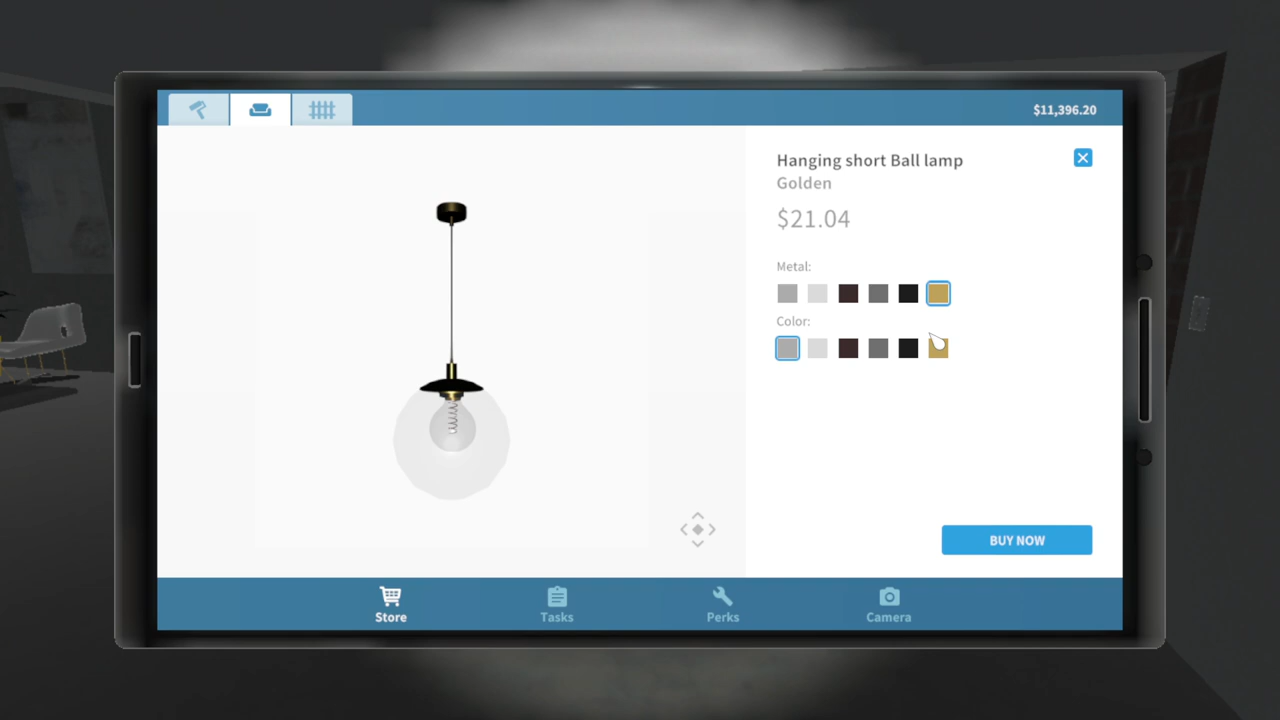 $11,396.20
Hanging short Ball lamp
Golden
$21.04
Metal:
Color:
BUY NOW
Store
Tasks
Perks
Camera